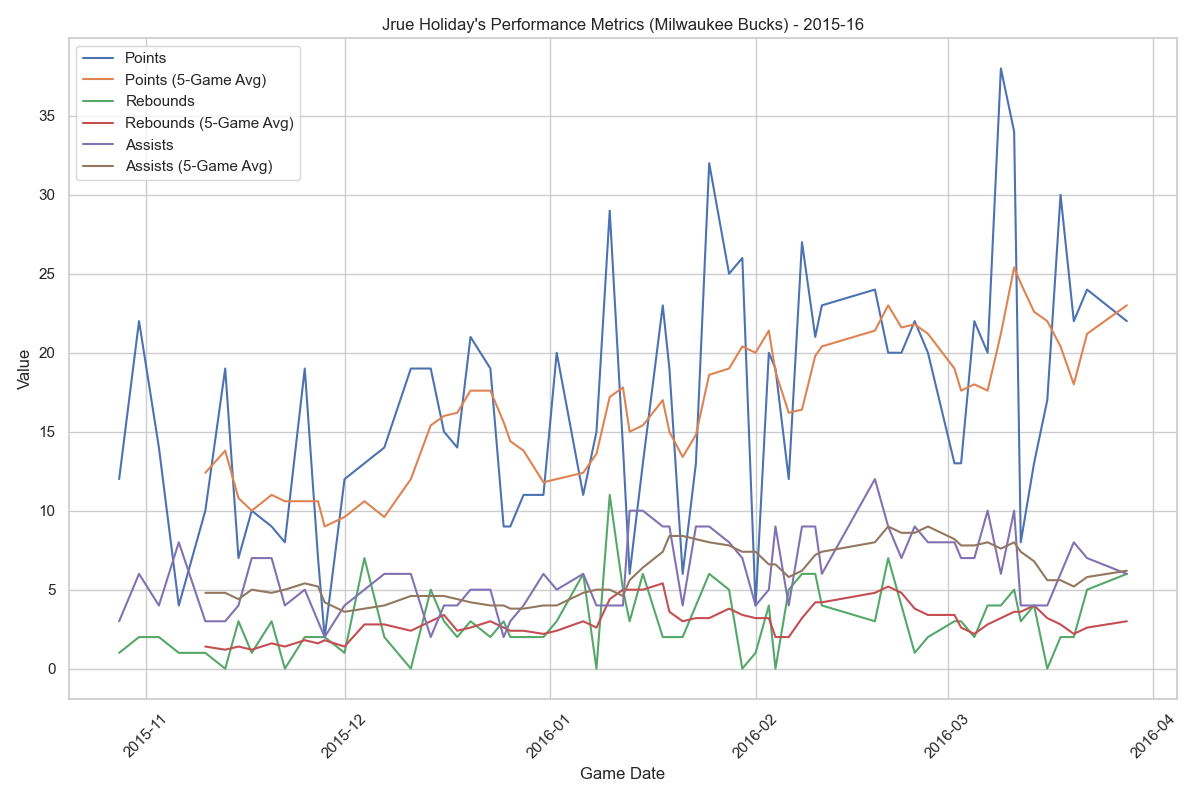 Jrue Holiday's Performance Metrics (Milwaukee Bucks) - 2015-16
Points
Points (5-Game Avg)
Rebounds
Rebounds (5-Game Avg)
Assists
Assists (5-Game Avg)
Value
35
30
25
20
15
10
5
0
2015-11
2015-12
2016-01
2016-02
2016-03
2016-04
Game Date